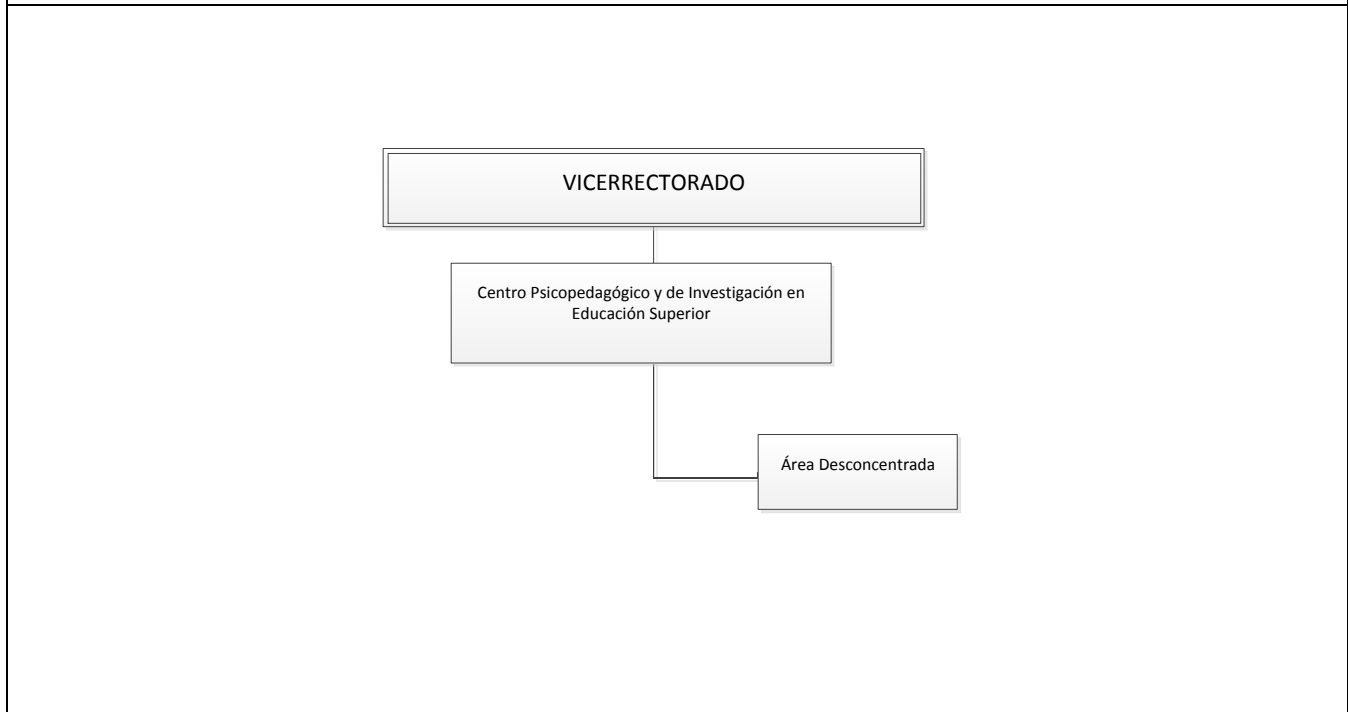 VICERRECTORADO
Centro Psicopedagógico y de Investigación en
Educación Superior
Área Desconcentrada